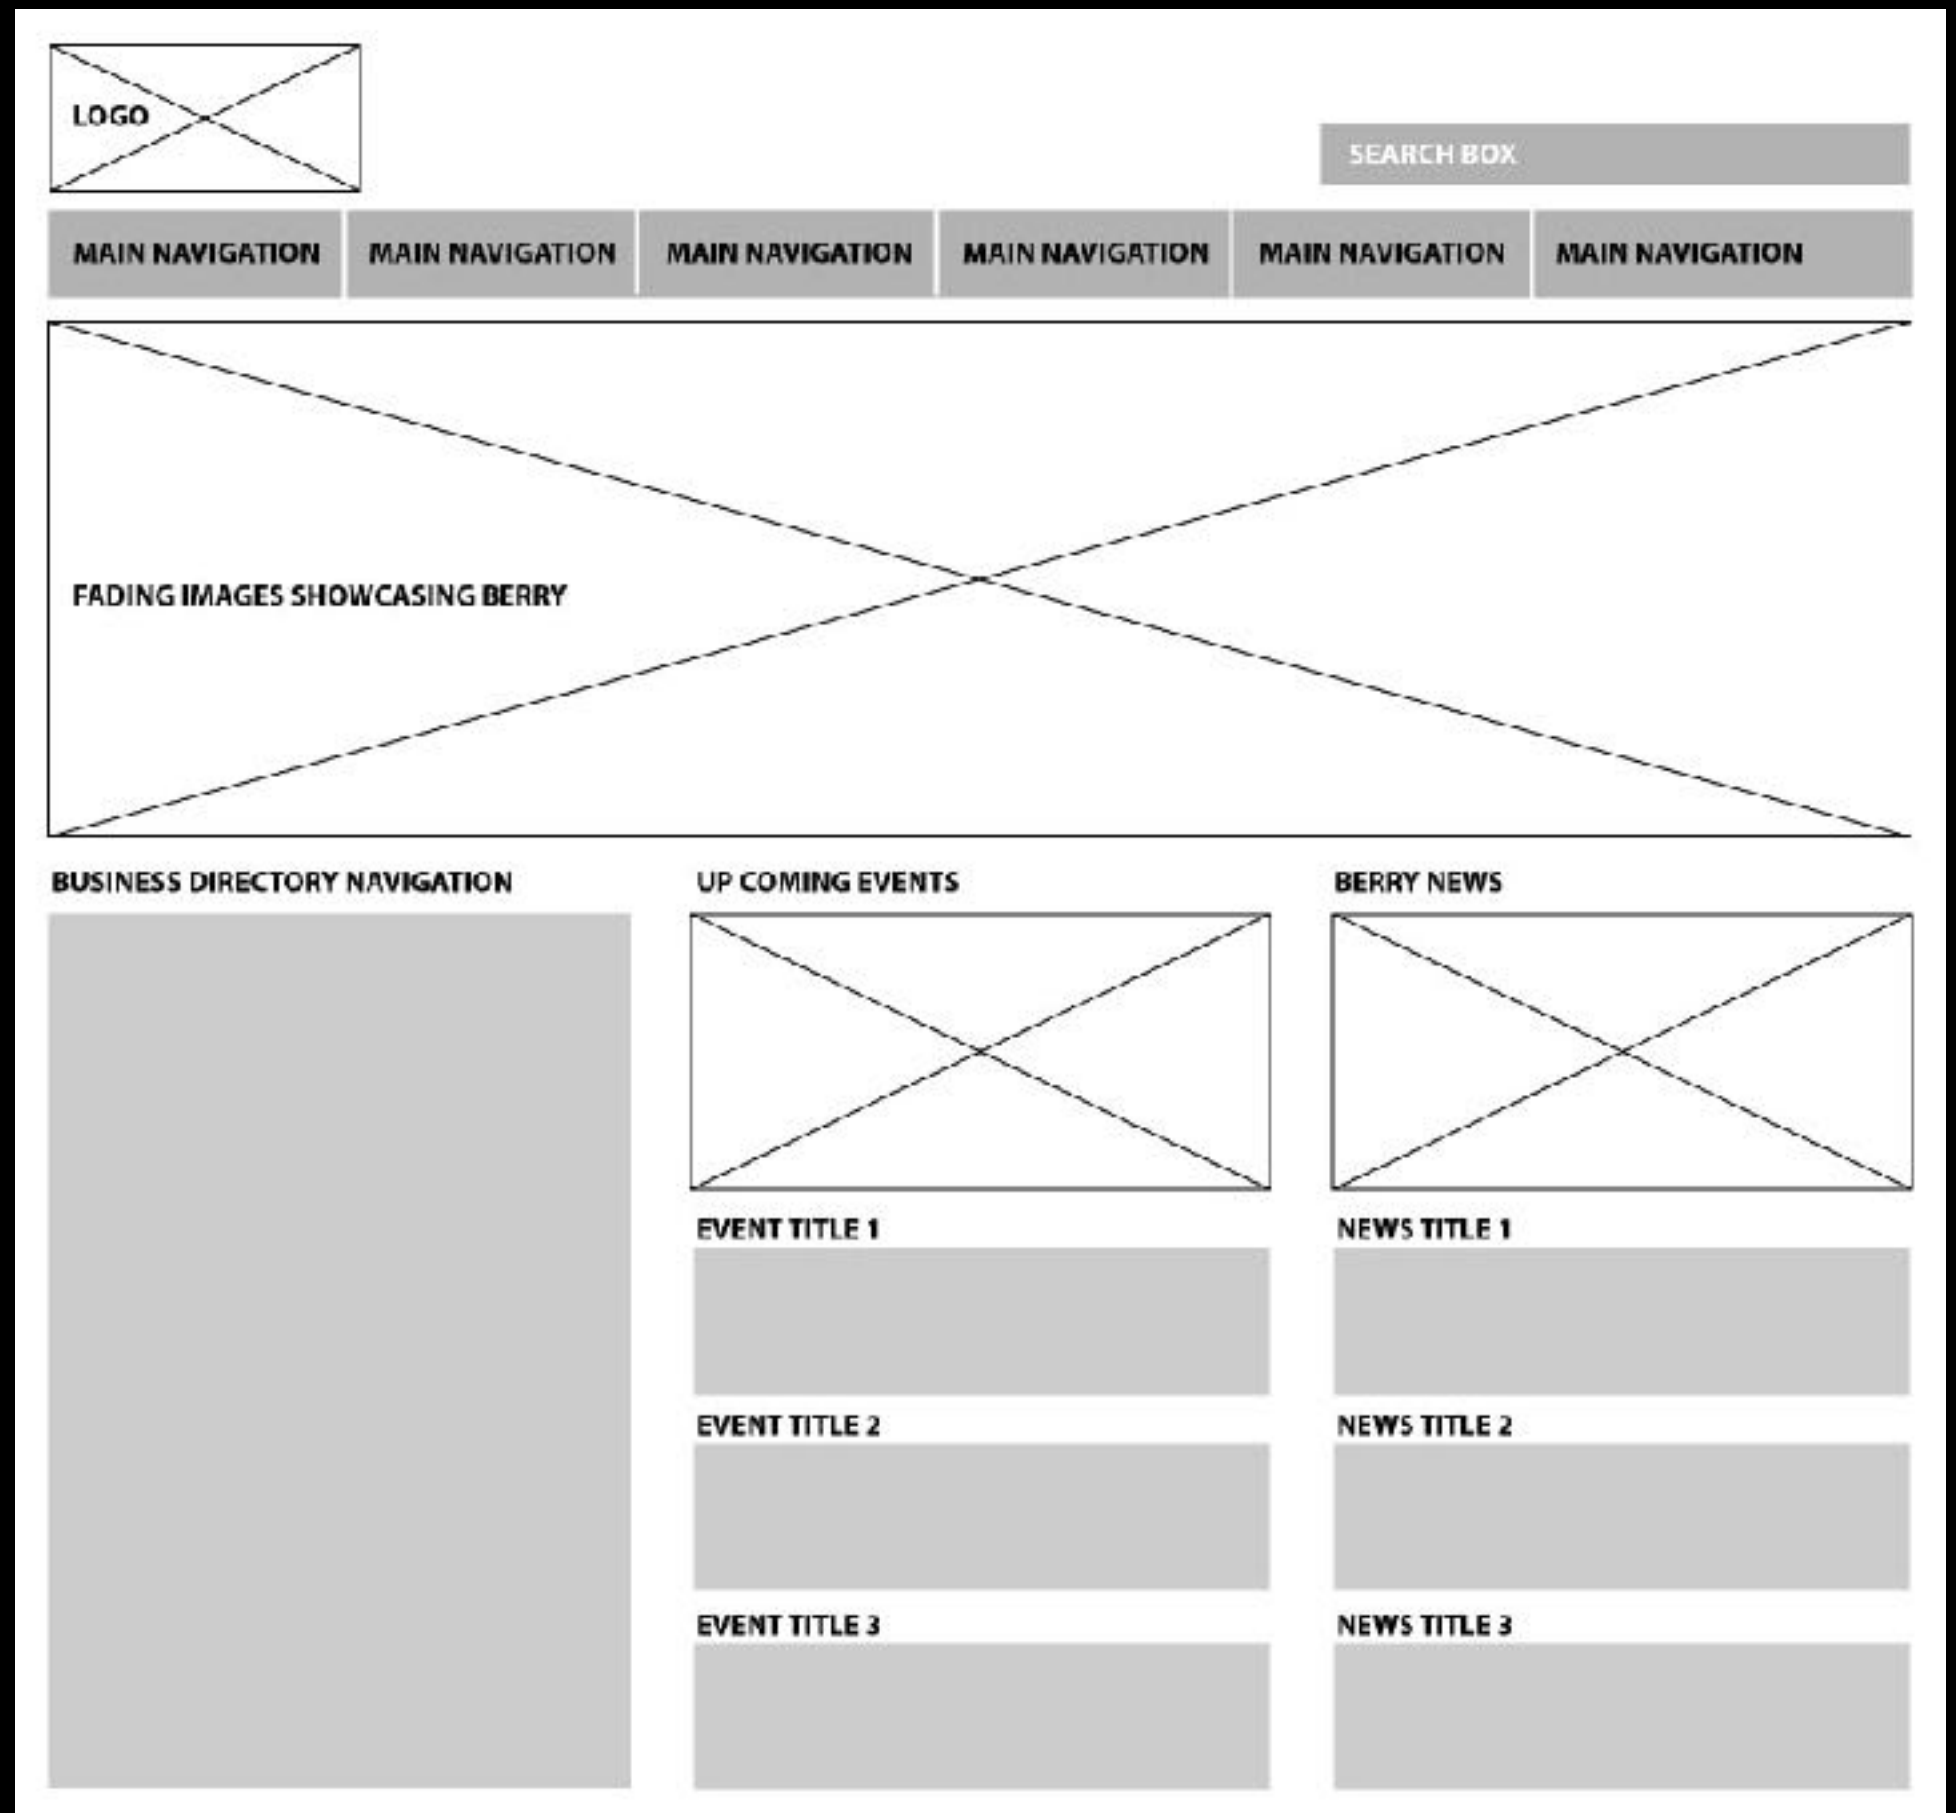 LOGO
SEARCH BOX
MAIN NAVIGATION MAIN NAVIGATION MAIN NAVIGATION MAIN NAVIGATION MAIN NAVIGATION MAIN NAVIGATION
FADING IMAGES SHOWCASING BERRY
BUSINESS DIRECTORY NAVIGATION
UP COMING EVENTS
EVENT TITLE 1
EVENT TITLE 2
EVENT TITLE 3
BERRY NEWS
NEWS TITLE 1
NEWS TITLE 2
NEWS TITLE 3